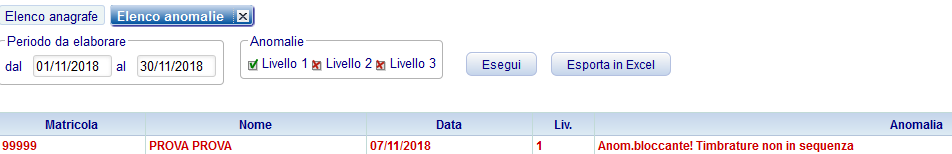 Elenco anagrafe Elenco anomalie
Periodo da elaborare Anomalie
dal 01/11/2018 al 30/11/2018 Livello 1 Livello 2 Livello 3 Esegui Esporta in Excel
Matricola Nome Data Liv. Anomalia
99999 PROVA PROVA 07/11/2018 1 Anom.bloccante! Timbrature non in sequenza